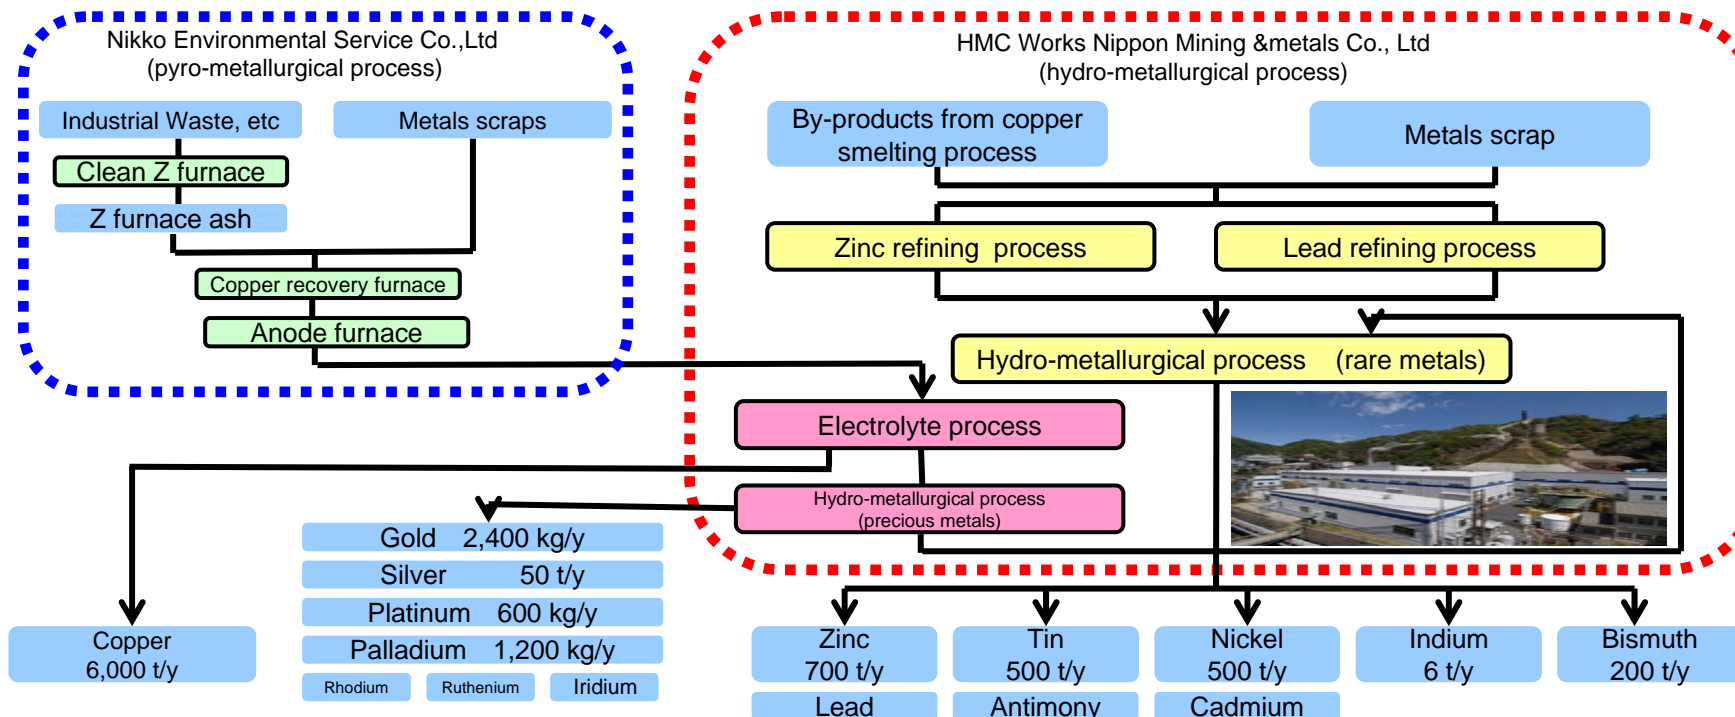 Nikko Environmental Service Co.,Ltd
(pyro-metallurgical process)
Industrial Waste, etc
Metals scraps
Clean Z furnace
Z furnace ash
Copper recovery furnace
Anode furnace
HMC Works Nippon Mining &metals Co., Ltd
(hydro-metallurgical process)
By-products from copper
smelting process
Metals scrap
Zinc refining process
Lead refining process
Hydro-metallurgical process (rare metals)
Electrolyte process
Hydro-metallurgical process
(precious metals)
Gold 2,400 kg/y
Silver 50 t/y
Platinum 600 kg/y
Palladium 1,200 kg/y
Rhodium
Ruthenium
Iridium
Copper
6,000 t/y
Zinc
700 t/y
Tin
500 t/y
Nickel
500 t/y
Indium
6 t/y
Bismuth
200 t/y
Lead
Antimony
Cadmium